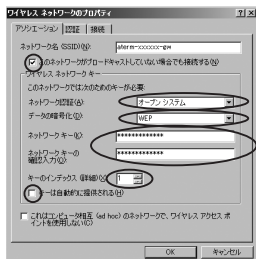 ワイヤレス ネットワークのプロパティ
アソシエーション 認証 接続
ネットワーク名 (SSID)(N): aterm-xxxxxx-gw
このネットワークがブロードキャストしていない場合でも接続する(N)
ワイヤレス ネットワーク キー
このネットワークでは次のためのキーが必要:
ネットワーク認証(A): オープン システム
データの暗号化(D): WEP
ネットワーク キー(K): *************
ネットワーク キーの
確認入力(O): *************
キーのインデックス (詳細)(X): 1
キーは自動的に提供される(H)
これはコンピュータ相互 (ad hoc) のネットワークで、ワイヤレス アクセス ポ
イントを使用しない(C)
OK キャンセル